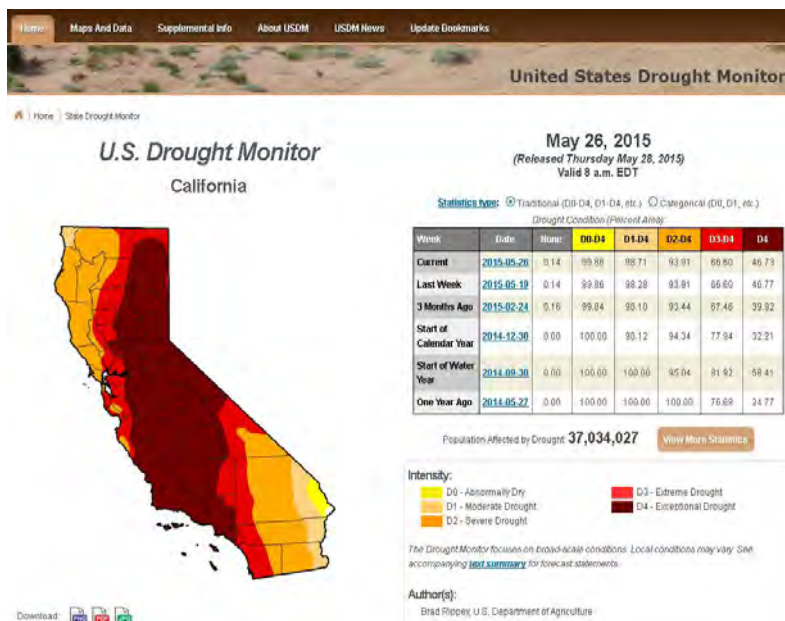 Home Maps And Data Supplemental Info About USDM USDM News Update Bookmarks
United States Drought Monitor
Home State Drought Monitor
U.S. Drought Monitor
California
May 26, 2015
(Released Thursday May 28, 2015)
Valid 8 a.m. EDT
Statistics type: Traditional (D0-D4, D1-D4, etc.) Categorical (D0, D1, etc.)
Drought Condition (Percent Area):
Week Date None D0-D4 D1-D4 D2-D4 D3-D4 D4
Current 2015-05-26 0.14 99.86 98.71 93.91 66.60 46.73
Last Week 2015-05-19 0.14 99.86 98.28 93.91 66.60 46.77
3 Months Ago 2015-02-24 0.16 99.84 98.10 93.44 67.46 39.92
Start of Calendar Year 2014-12-30 0.00 100.00 98.12 94.34 77.94 32.21
Start of Water Year 2014-09-30 0.00 100.00 100.00 95.04 81.92 58.41
One Year Ago 2014-05-27 0.00 100.00 100.00 100.00 76.69 24.77
Population Affected by Drought: 37,034,027 View More Statistics
Intensity:
D0 - Abnormally Dry D3 - Extreme Drought
D1 - Moderate Drought D4 - Exceptional Drought
D2 - Severe Drought
The Drought Monitor focuses on broad-scale conditions. Local conditions may vary. See
accompanying text summary for forecast statements.
Author(s):
Brad Rippey, U.S. Department of Agriculture
Download: PNG PDF